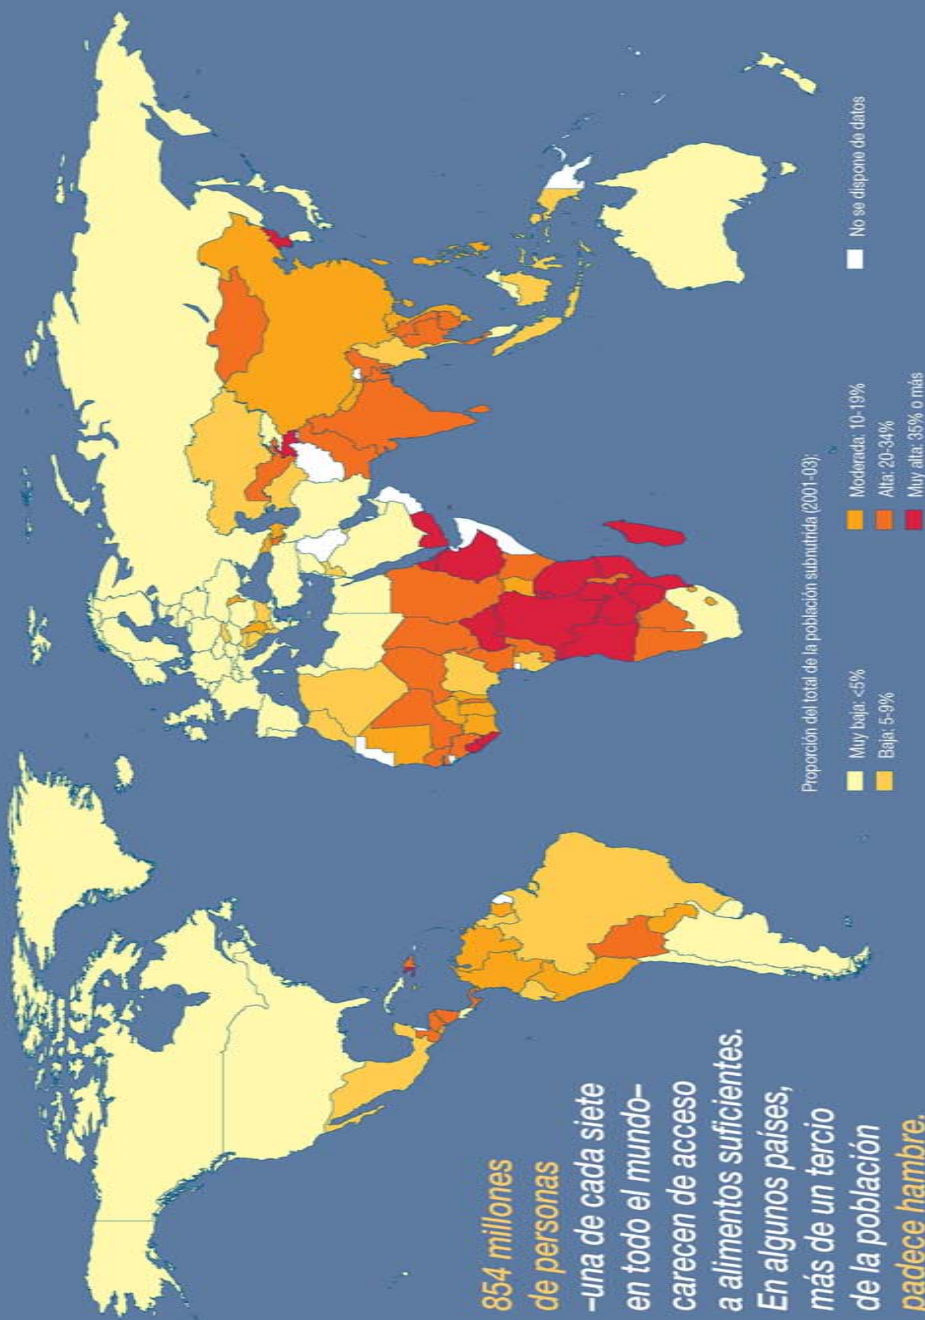 854 millones
de personas
–una de cada siete
en todo el mundo–
carecen de acceso
a alimentos suficientes.
En algunos países,
más de un tercio
de la población
padece hambre.
Proporción del total de la población subnutrida (2001-03):
Muy baja: <5%
Baja: 5-9%
Moderada: 10-19%
Alta: 20-34%
Muy alta: 35% o más
No se dispone de datos